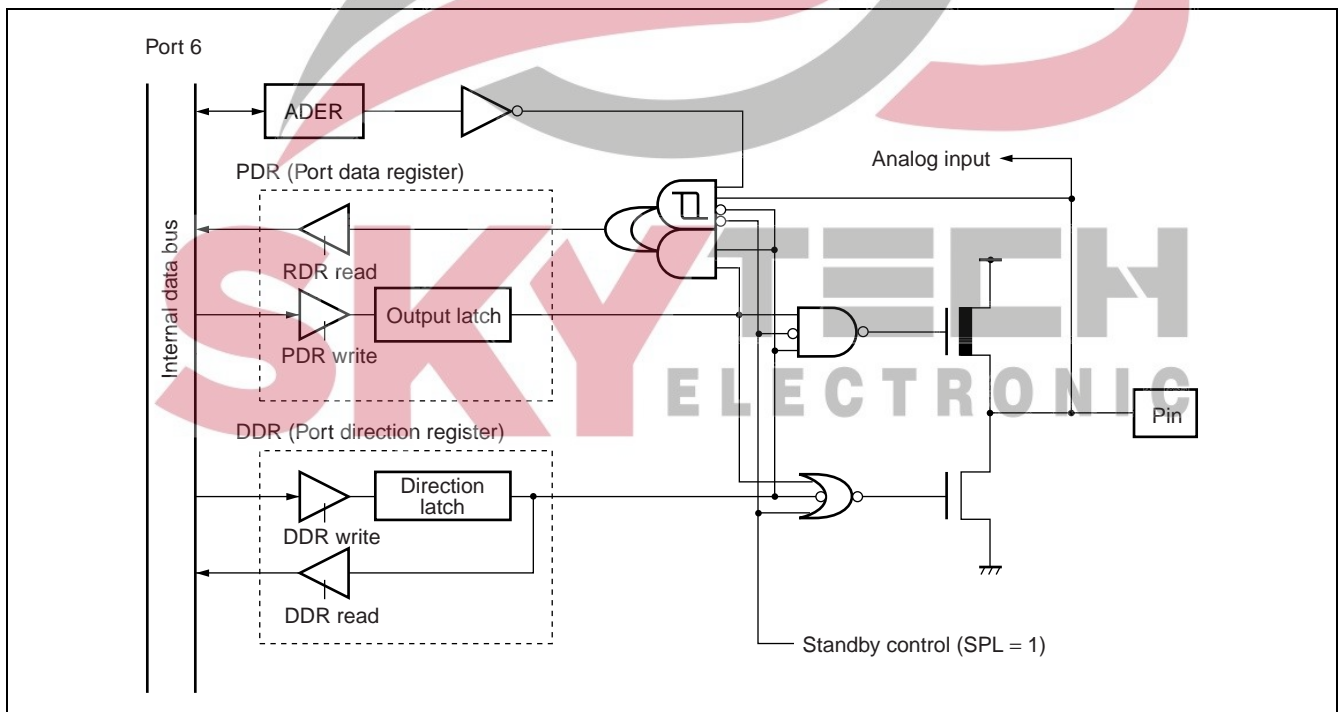 Port 6
ADER
Analog input
PDR (Port data register)
Internal data bus
RDR read
Output latch
PDR write
SKYTECH
ELECTRONIC
Pin
DDR (Port direction register)
Direction
latch
DDR write
DDR read
Standby control (SPL = 1)